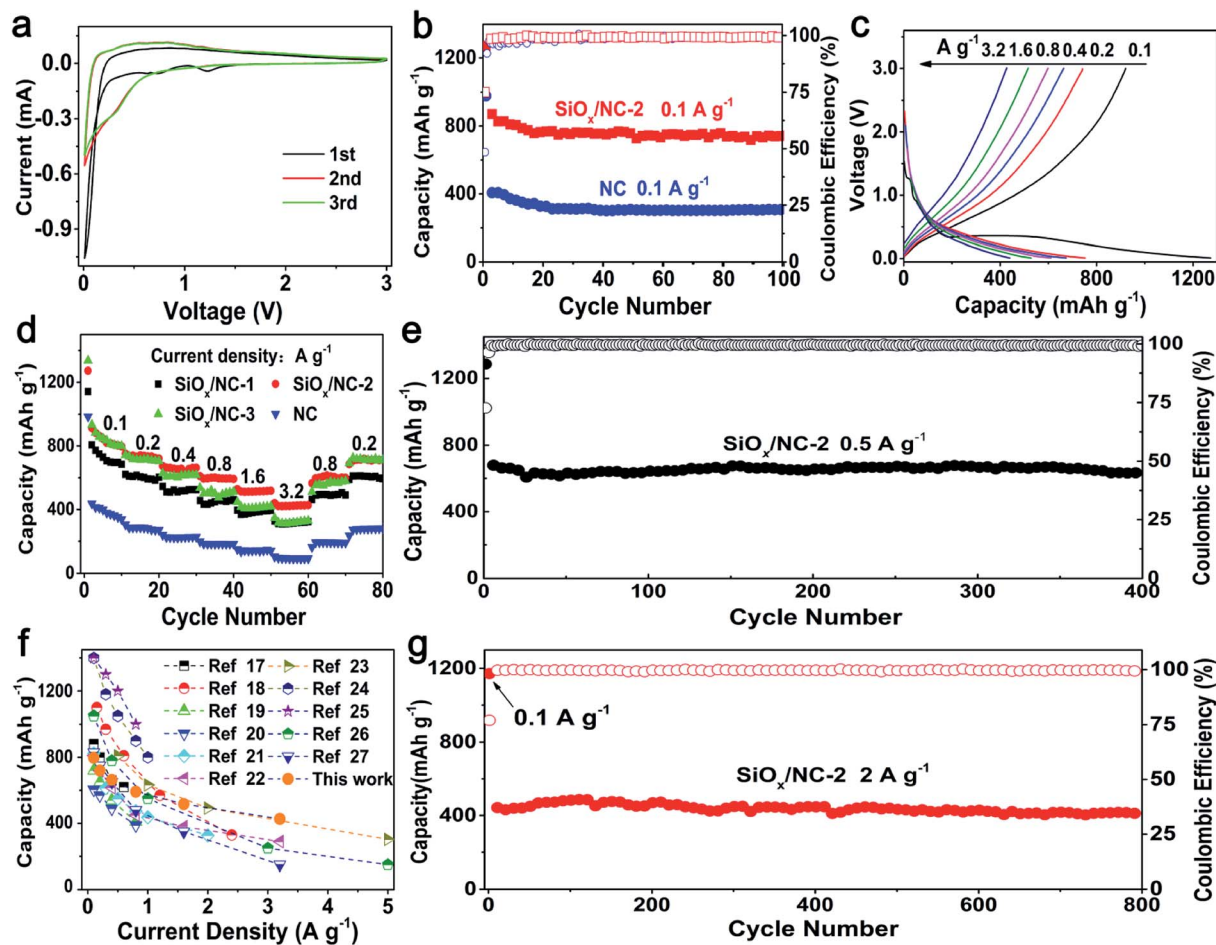 a
Current (mA)
0.0
-0.3
-0.6
-0.9
1st
2nd
3rd
0 1 2 3
Voltage (V)
b
Capacity (mAh g-1)
1200
800
400
0
SiOx/NC-2 0.1 A g-1
NC 0.1 A g-1
0 20 40 60 80 100
Cycle Number
100
75
50
25
0
Coulombic Efficiency (%)
c
Voltage (V)
3.0
2.0
1.0
0.0
A g-1
3.2 1.6 0.8 0.4 0.2 0.1
0 400 800 1200
Capacity (mAh g-1)
d
Capacity (mAh g-1)
1200
800
400
0
Current density: A g-1
SiOx/NC-1 SiOx/NC-2
SiOx/NC-3 NC
0.1
0.2
0.4
0.8
1.6
3.2
0.8
0.2
0 20 40 60 80
Cycle Number
e
Capacity (mAh g-1)
1200
800
400
0
SiOx/NC-2 0.5 A g-1
0 100 200 300 400
Cycle Number
100
75
50
25
0
Coulombic Efficiency (%)
f
Capacity (mAh g-1)
1200
800
400
0
Ref 17 Ref 23
Ref 18 Ref 24
Ref 19 Ref 25
Ref 20 Ref 26
Ref 21 Ref 27
Ref 22 This work
0 1 2 3 4 5
Current Density (A g-1)
g
Capacity(mAh g-1)
1200
800
400
0
0.1 A g-1
SiOx/NC-2 2 A g-1
0 200 400 600 800
Cycle Number
100
75
50
25
0
Coulombic Efficiency (%)